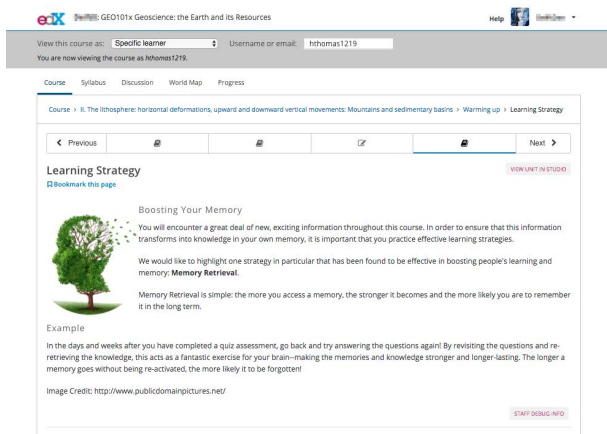 edX : GEO101x Geoscience: the Earth and its Resources Help
View this course as: Specific learner Username or email: hthomas1219
You are now viewing the course as hthomas1219.
Course Syllabus Discussion World Map Progress
Course > II. The lithosphere: horizontal deformations, upward and downward vertical movements: Mountains and sedimentary basins > Warming up > Learning Strategy
Previous Next
Learning Strategy VIEW UNIT IN STUDIO
Bookmark this page
Boosting Your Memory
You will encounter a great deal of new, exciting information throughout this course. In order to ensure that this information
transforms into knowledge in your own memory, it is important that you practice effective learning strategies.
We would like to highlight one strategy in particular that has been found to be effective in boosting people's learning and
memory: Memory Retrieval.
Memory Retrieval is simple: the more you access a memory, the stronger it becomes and the more likely you are to remember
it in the long term.
Example
In the days and weeks after you have completed a quiz assessment, go back and try answering the questions again! By revisiting the questions and re-
retrieving the knowledge, this acts as a fantastic exercise for your brain--making the memories and knowledge stronger and longer-lasting. The longer a
memory goes without being re-activated, the more likely it to be forgotten!
Image Credit: http://www.publicdomainpictures.net/
STAFF DEBUG INFO